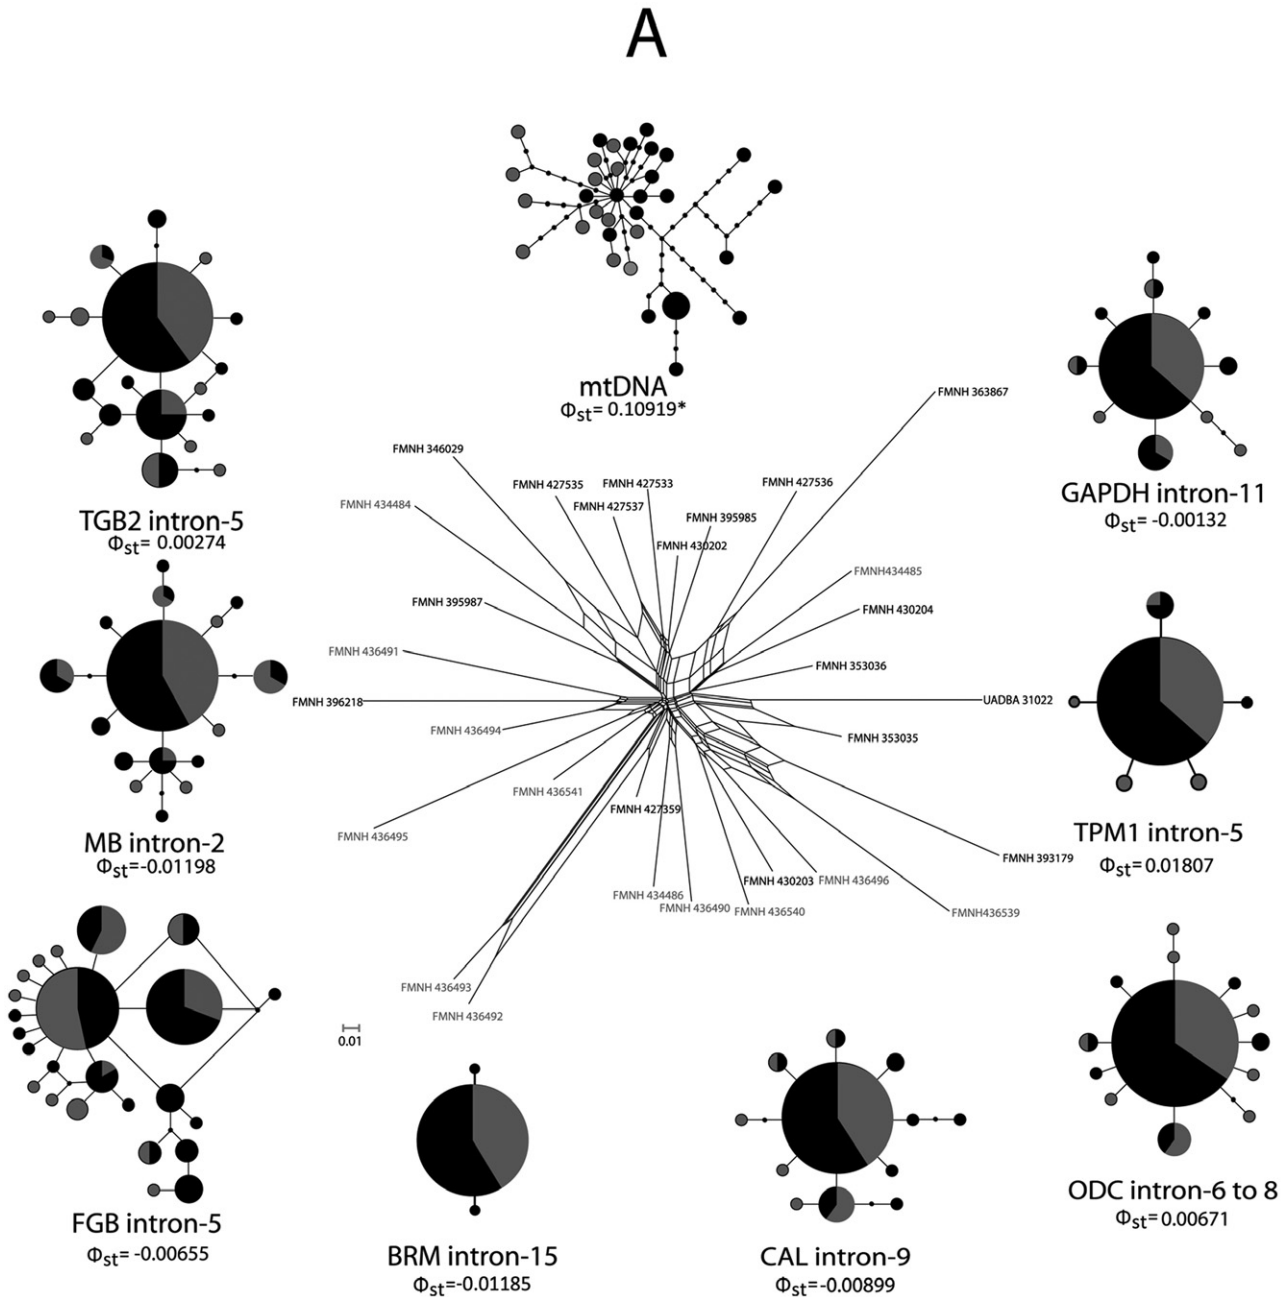 A
mtDNA
Φst= 0.10919*
TGB2 intron-5
Φst= 0.00274
GAPDH intron-11
Φst= -0.00132
MB intron-2
Φst=-0.01198
TPM1 intron-5
Φst= 0.01807
FGB intron-5
Φst= -0.00655
BRM intron-15
Φst=-0.01185
CAL intron-9
Φst=-0.00899
ODC intron-6 to 8
Φst= 0.00671
FMNH 363867
FMNH 346029
FMNH 427535
FMNH 427533
FMNH 427536
FMNH 434484
FMNH 427537
FMNH 395985
FMNH 430202
FMNH434485
FMNH 395987
FMNH 430204
FMNH 436491
FMNH 353036
FMNH 396218
UADBA 31022
FMNH 436494
FMNH 353035
FMNH 436541
FMNH 427359
FMNH 436495
FMNH 393179
FMNH 430203
FMNH 436496
FMNH 434486
FMNH 436490
FMNH 436540
FMNH436539
FMNH 436493
FMNH 436492
0.01